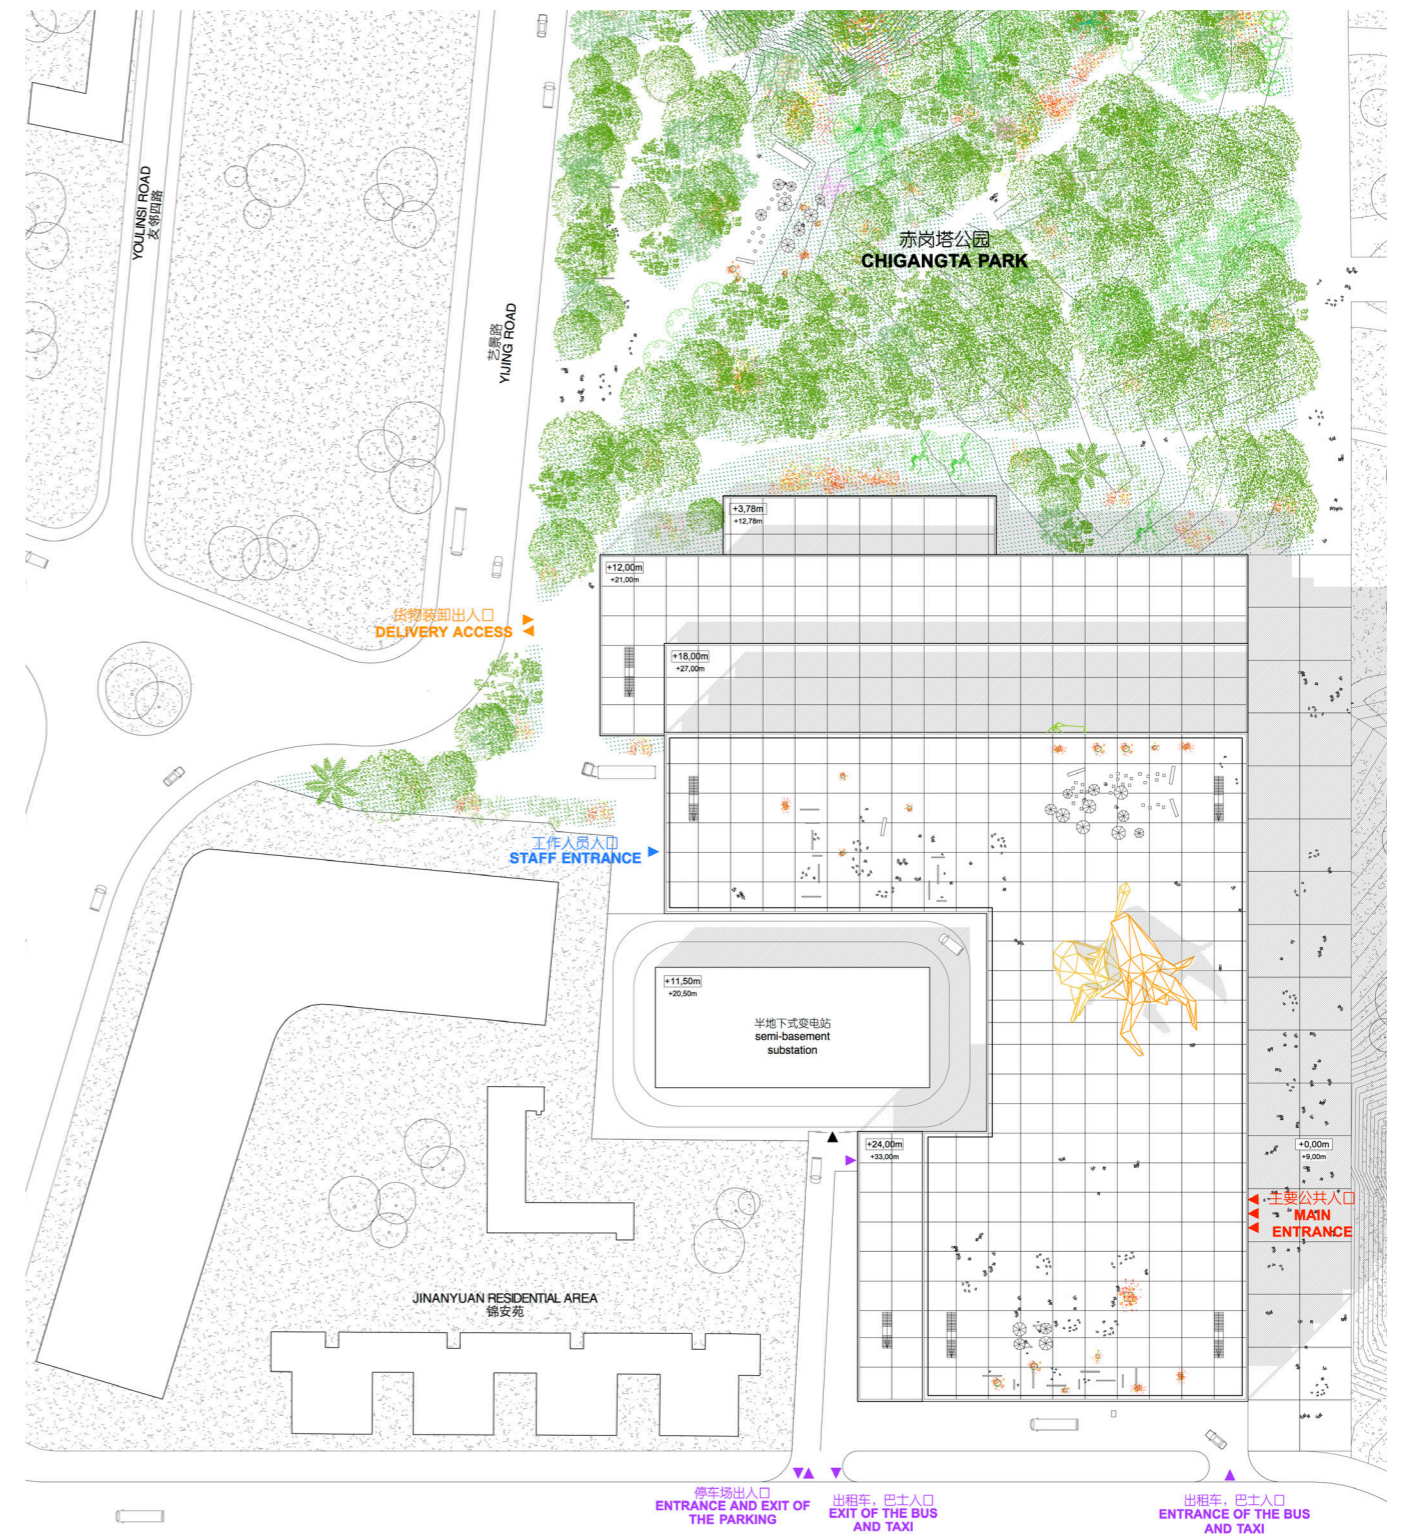 YOULINSI ROAD
友邻四路
艺景路
YIJING ROAD
赤岗塔公园
CHIGANGTA PARK
+3,78m
+12,78m
+12,00m
+21,00m
货物装卸出入口
DELIVERY ACCESS
+18,00m
+27,00m
工作人员入口
STAFF ENTRANCE
+11,50m
+20,50m
半地下式变电站
semi-basement
substation
+24,00m
+33,00m
+0,00m
+9,00m
主要公共入口
MAIN
ENTRANCE
JINANYUAN RESIDENTIAL AREA
锦安苑
停车场出入口
ENTRANCE AND EXIT OF
THE PARKING
出租车，巴士入口
EXIT OF THE BUS
AND TAXI
出租车，巴士入口
ENTRANCE OF THE BUS
AND TAXI